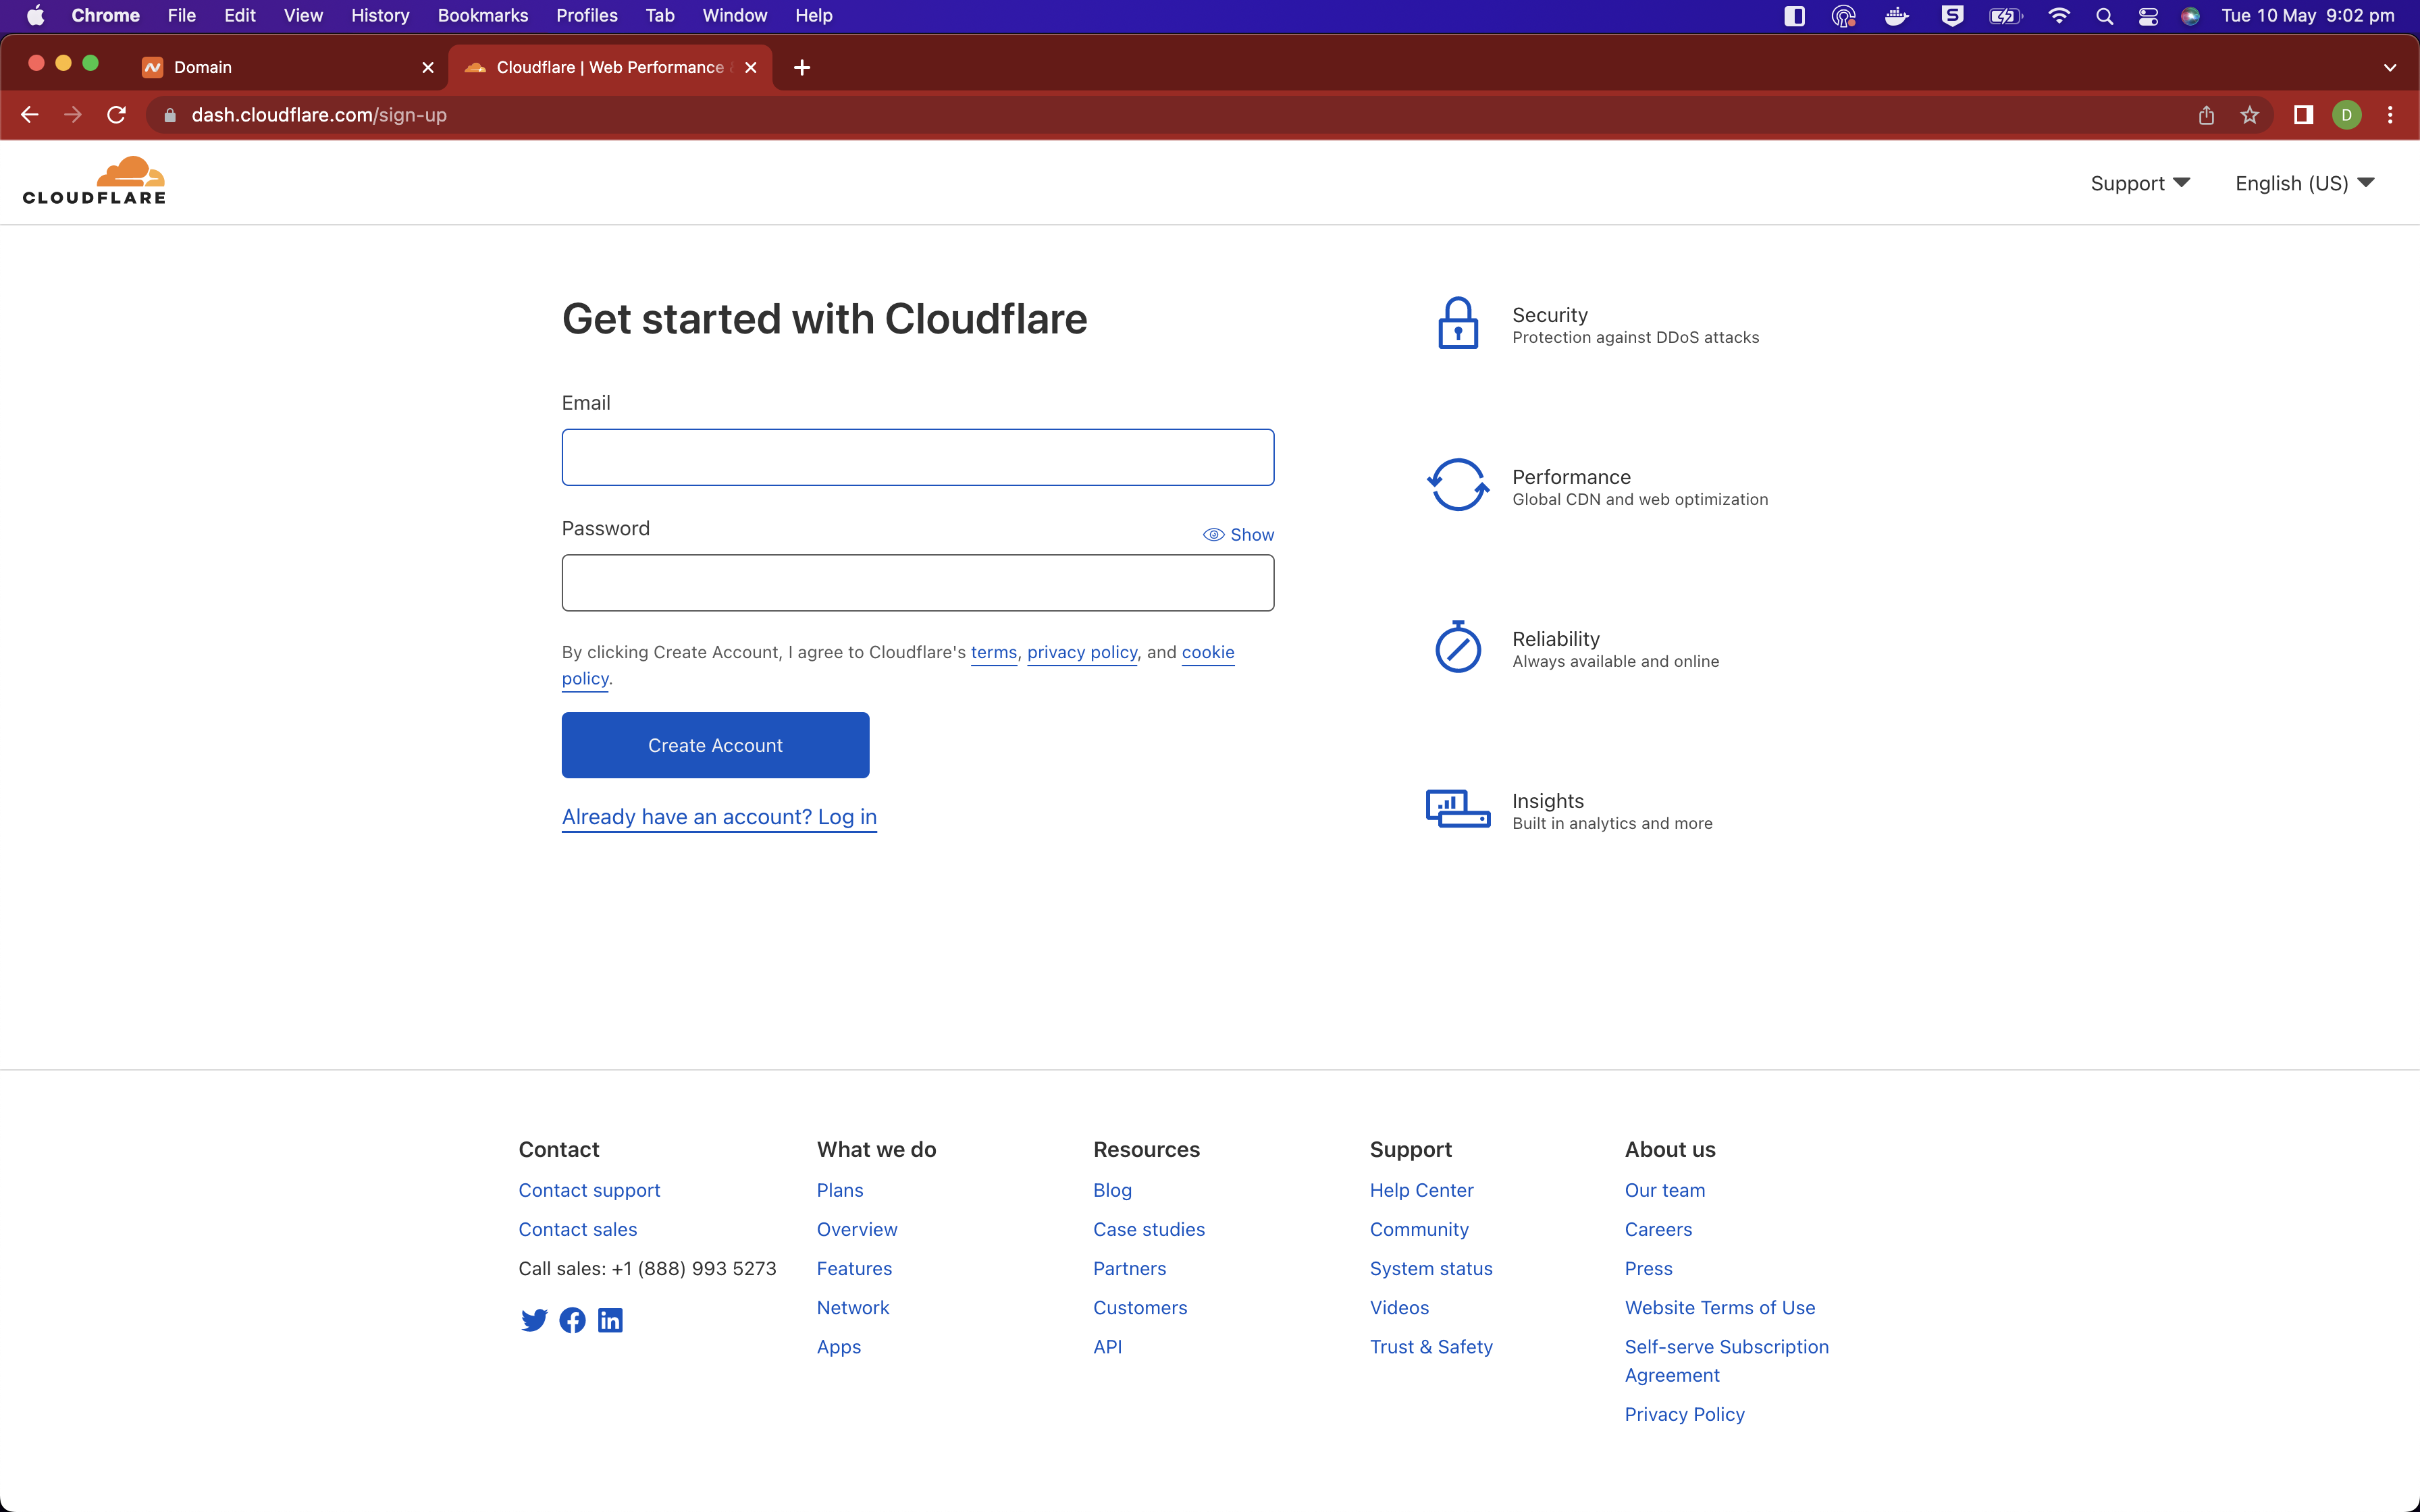 Chrome File Edit View History Bookmarks Profiles Tab Window Help Tue 10 May 9:02 pm
Domain Cloudflare | Web Performance
dash.cloudflare.com/sign-up D
CLOUDFLARE Support English (US)
Get started with Cloudflare
Email
Password Show
By clicking Create Account, I agree to Cloudflare's terms, privacy policy, and cookie
policy.
Create Account
Already have an account? Log in
Security
Protection against DDoS attacks
Performance
Global CDN and web optimization
Reliability
Always available and online
Insights
Built in analytics and more
Contact
Contact support
Contact sales
Call sales: +1 (888) 993 5273
What we do
Plans
Overview
Features
Network
Apps
Resources
Blog
Case studies
Partners
Customers
API
Support
Help Center
Community
System status
Videos
Trust & Safety
About us
Our team
Careers
Press
Website Terms of Use
Self-serve Subscription
Agreement
Privacy Policy